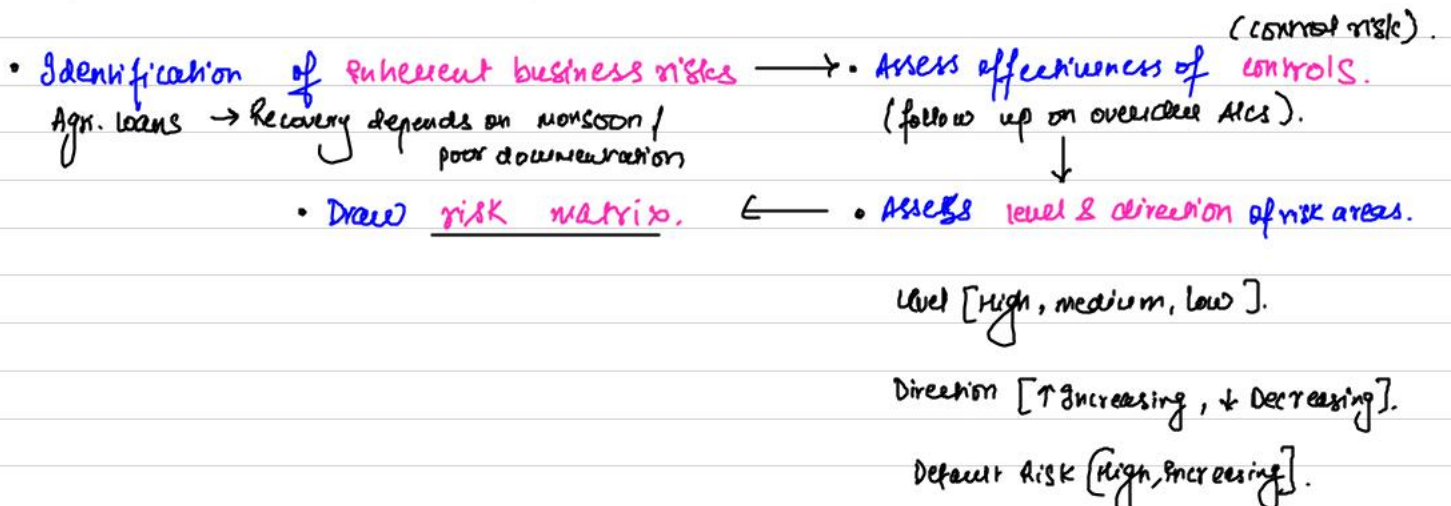 (control risk).
• Identification of Inherent business risks → • Assess effectiveness of controls.
Agri. loans → Recovery depends on monsoon / (follow up on overdue A/cs).
poor documentation ↓
• Draw risk matrix. ← • Assess level & direction of risk areas.
Level [High, medium, Low].
Direction [↑ Increasing, ↓ Decreasing].
Default Risk [High, Increasing].